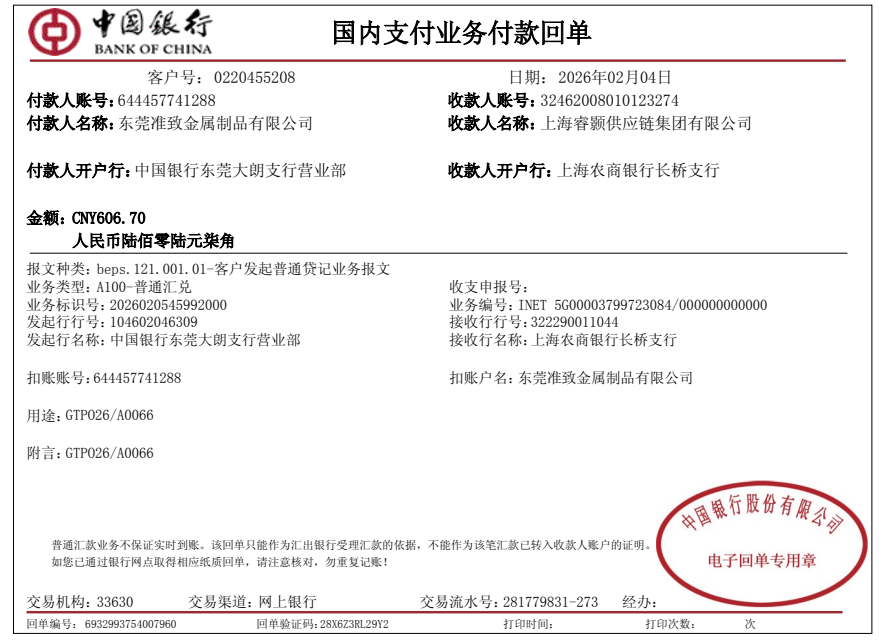 中国银行
BANK OF CHINA
国内支付业务付款回单
客户号: 0220455208
日期: 2026年02月04日
付款人账号:644457741288
收款人账号:32462008010123274
付款人名称:东莞准致金属制品有限公司
收款人名称:上海睿颢供应链集团有限公司
付款人开户行:中国银行东莞大朗支行营业部
收款人开户行:上海农商银行长桥支行
金额: CNY606.70
人民币陆佰零陆元柒角
报文种类: beps.121.001.01-客户发起普通贷记业务报文
业务类型: A100-普通汇兑
收支申报号:
业务标识号: 2026020545992000
业务编号: INET 5G00003799723084/000000000000
发起行行号: 104602046309
接收行行号: 322290011044
发起行名称: 中国银行东莞大朗支行营业部
接收行名称: 上海农商银行长桥支行
扣账账号: 644457741288
扣账户名: 东莞准致金属制品有限公司
用途: GTPO26/A0066
附言: GTPO26/A0066
普通汇款业务不保证实时到账。该回单只能作为汇出银行受理汇款的依据，不能作为该笔汇款已转入收款人账户的证明。
如您已通过银行网点取得相应纸质回单，请注意核对，勿重复记账！
中国银行股份有限公司
电子回单专用章
交易机构: 33630
交易渠道: 网上银行
交易流水号: 281779831-273
经办:
回单编号: 6932993754007960
回单验证码: 28X6Z3RL29Y2
打印时间:
打印次数:
次